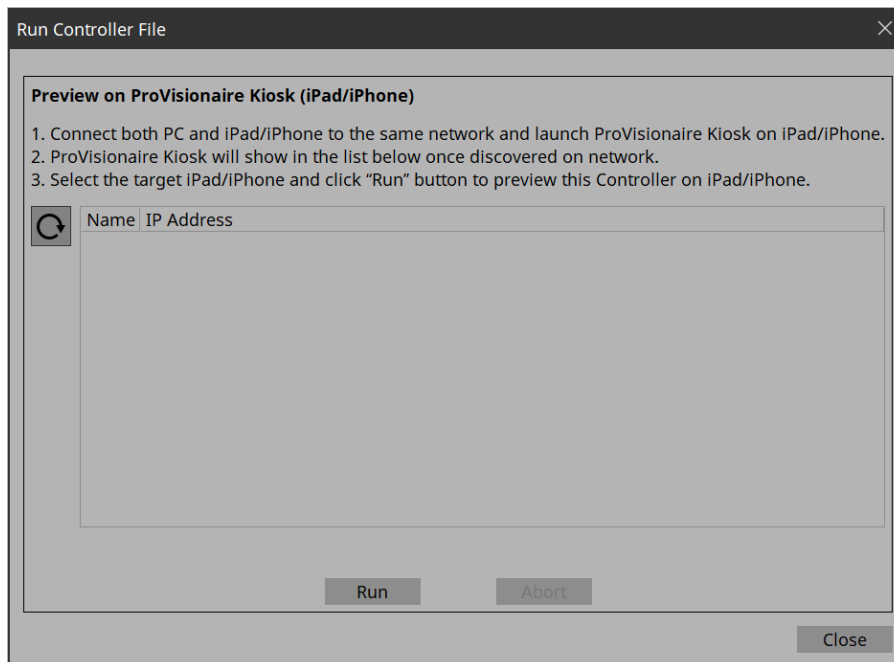 Run Controller File
Preview on ProVisionaire Kiosk (iPad/iPhone)
1. Connect both PC and iPad/iPhone to the same network and launch ProVisionaire Kiosk on iPad/iPhone.
2. ProVisionaire Kiosk will show in the list below once discovered on network.
3. Select the target iPad/iPhone and click “Run” button to preview this Controller on iPad/iPhone.
Name IP Address
Run Abort
Close